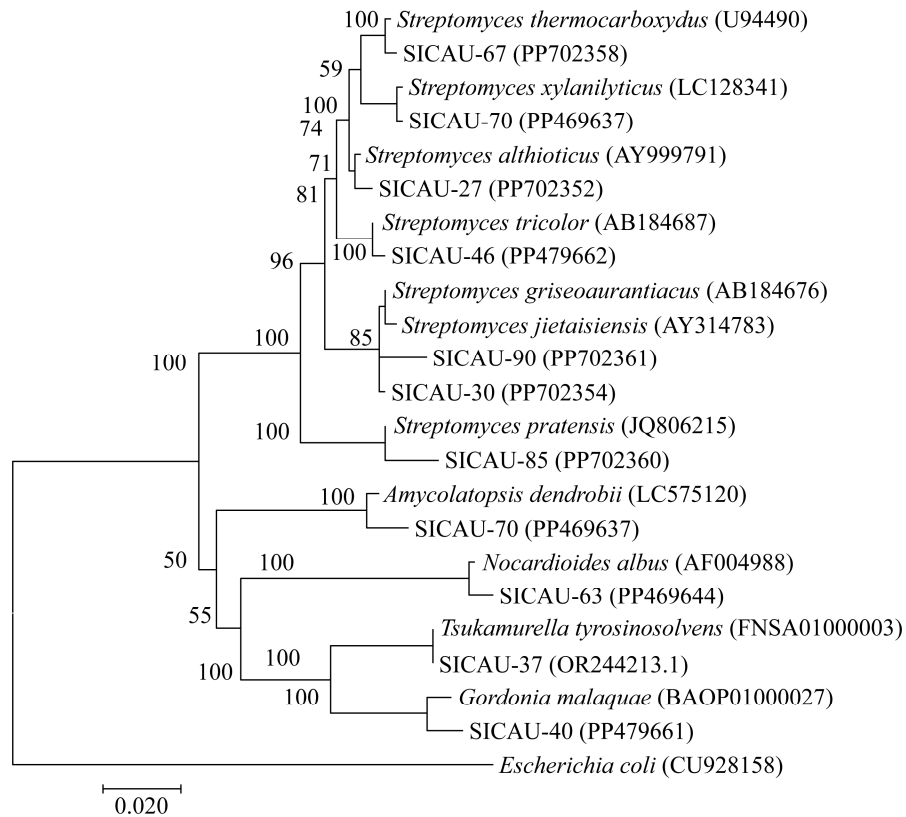 100 Streptomyces thermocarboxydus (U94490)
SICAU-67 (PP702358)
59
Streptomyces xylanilyticus (LC128341)
100
SICAU-70 (PP469637)
74
Streptomyces althioticus (AY999791)
71
SICAU-27 (PP702352)
81
Streptomyces tricolor (AB184687)
100 SICAU-46 (PP479662)
96
Streptomyces griseoaurantiacus (AB184676)
Streptomyces jietaisiensis (AY314783)
100
85
SICAU-90 (PP702361)
100
SICAU-30 (PP702354)
Streptomyces pratensis (JQ806215)
100
SICAU-85 (PP702360)
100 Amycolatopsis dendrobii (LC575120)
SICAU-70 (PP469637)
50
100
Nocardioides albus (AF004988)
SICAU-63 (PP469644)
55
Tsukamurella tyrosinosolvens (FNSA01000003)
100
SICAU-37 (OR244213.1)
100
100
Gordonia malaquae (BAOP01000027)
SICAU-40 (PP479661)
Escherichia coli (CU928158)
0.020